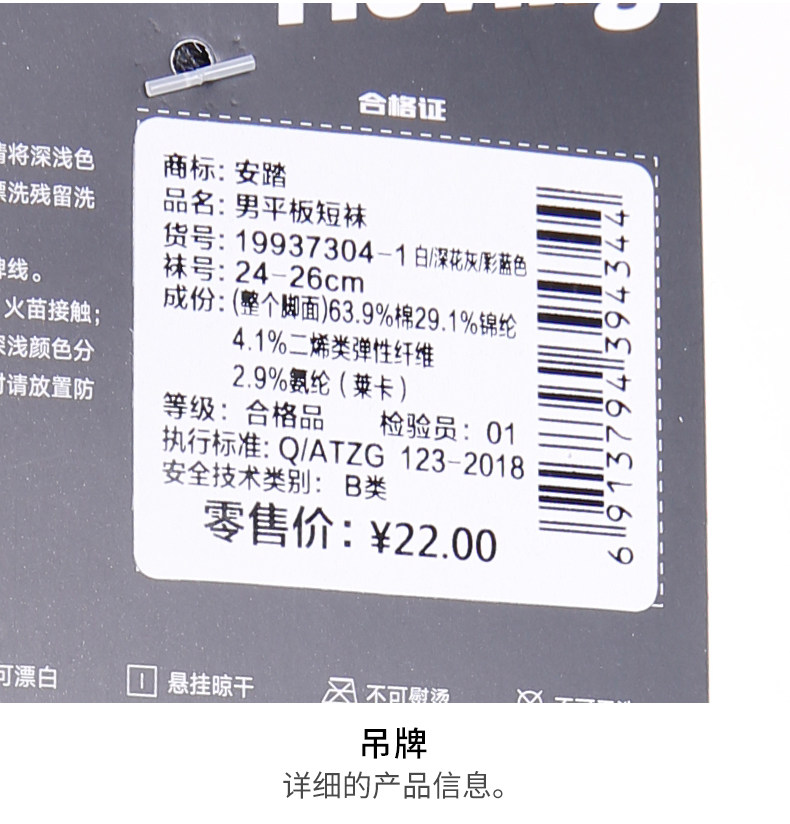 合格证
请将深浅色
漂洗残留洗
火苗接触；
深浅颜色分
时请放置防
商标: 安踏
品名: 男平板短袜
货号: 19937304-1 白/深花灰/彩蓝色
袜号: 24-26cm
成份: (整个脚面)63.9%棉29.1%锦纶
4.1%二烯类弹性纤维
2.9%氨纶（莱卡）
等级: 合格品 检验员: 01
执行标准: Q/ATZG 123-2018
安全技术类别: B类
零售价: ¥22.00
6913794394344
可漂白 悬挂晾干 不可熨烫
吊牌
详细的产品信息。